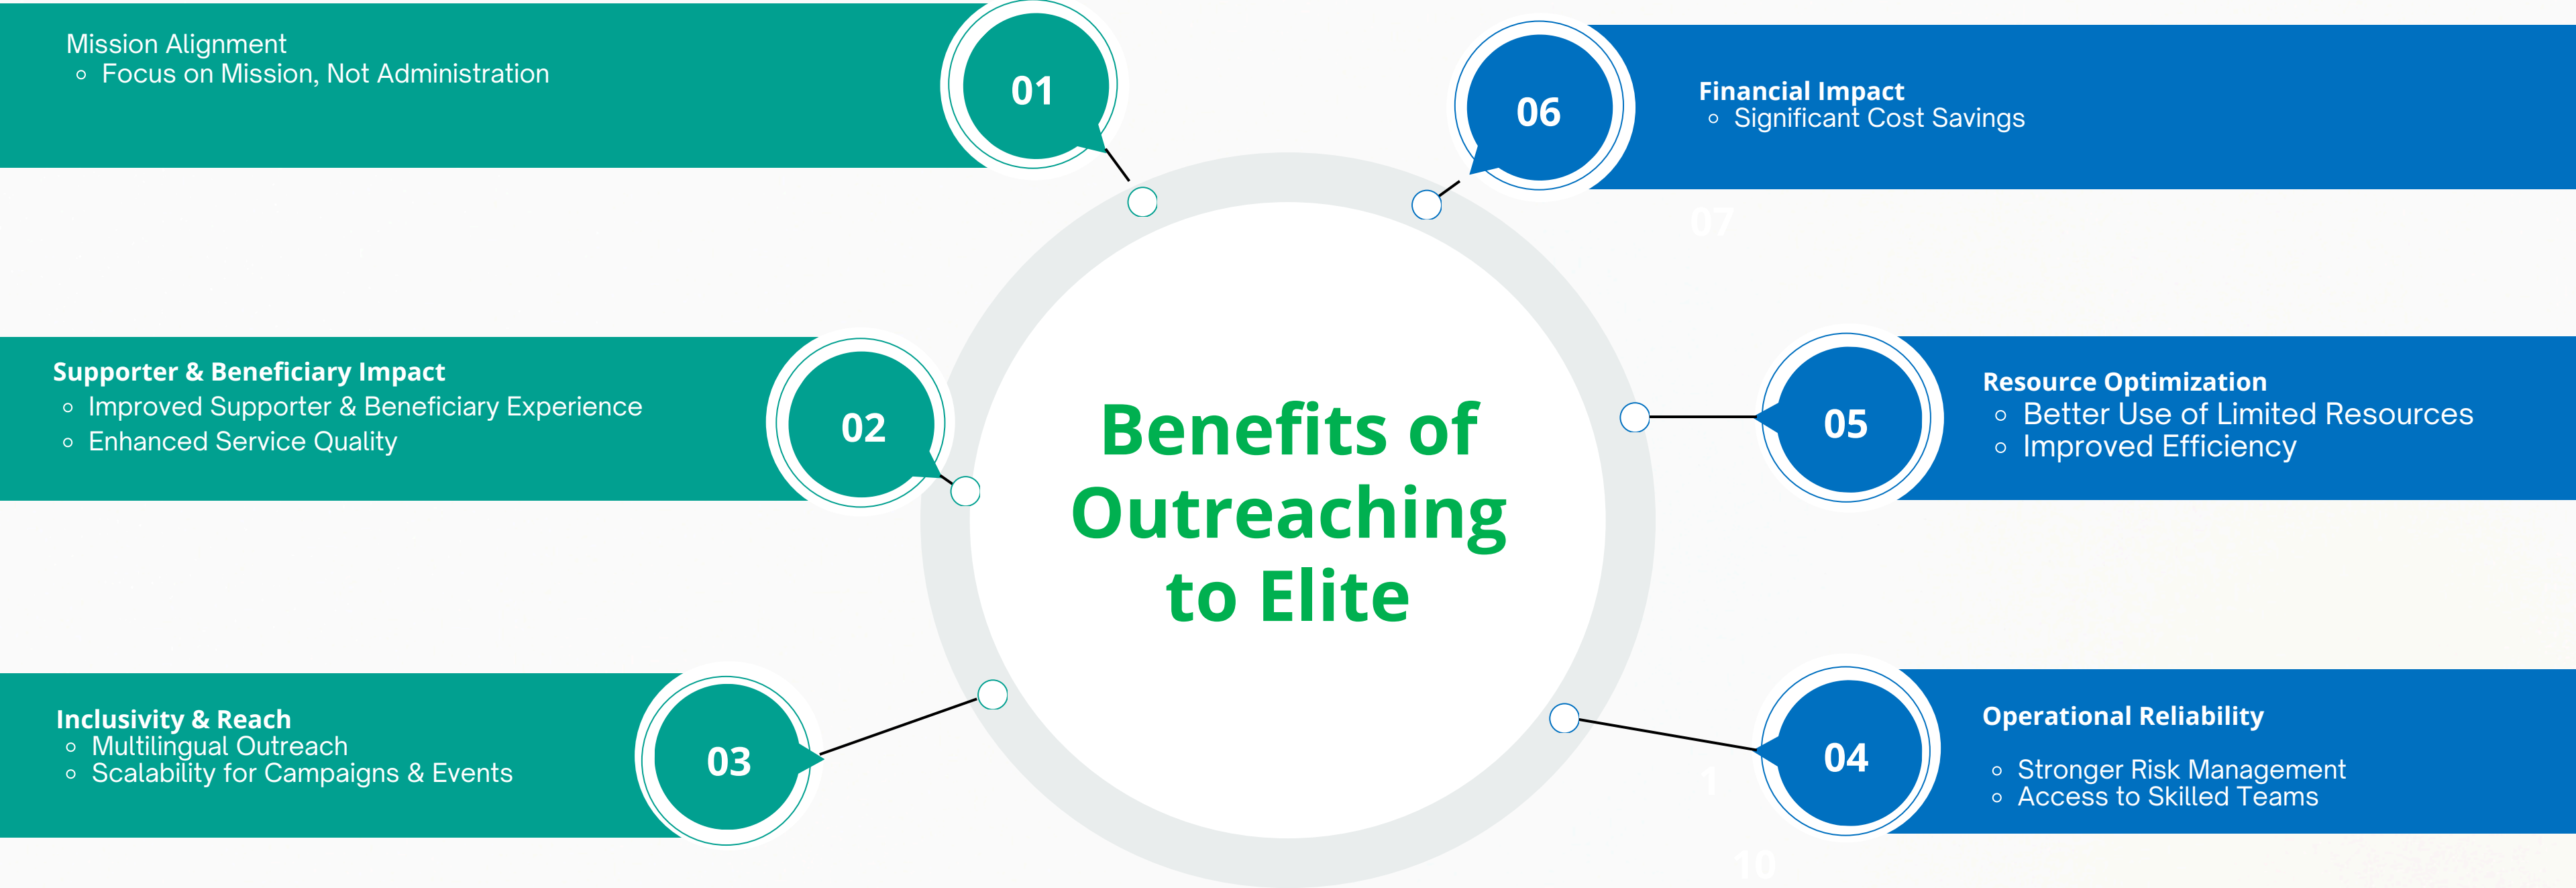 Mission Alignment
Focus on Mission, Not Administration
01
Supporter & Beneficiary Impact
Improved Supporter & Beneficiary Experience
Enhanced Service Quality
02
Inclusivity & Reach
Multilingual Outreach
Scalability for Campaigns & Events
03
Benefits of
Outreaching
to Elite
06
Financial Impact
Significant Cost Savings
07
05
Resource Optimization
Better Use of Limited Resources
Improved Efficiency
04
Operational Reliability
Stronger Risk Management
Access to Skilled Teams
1
10